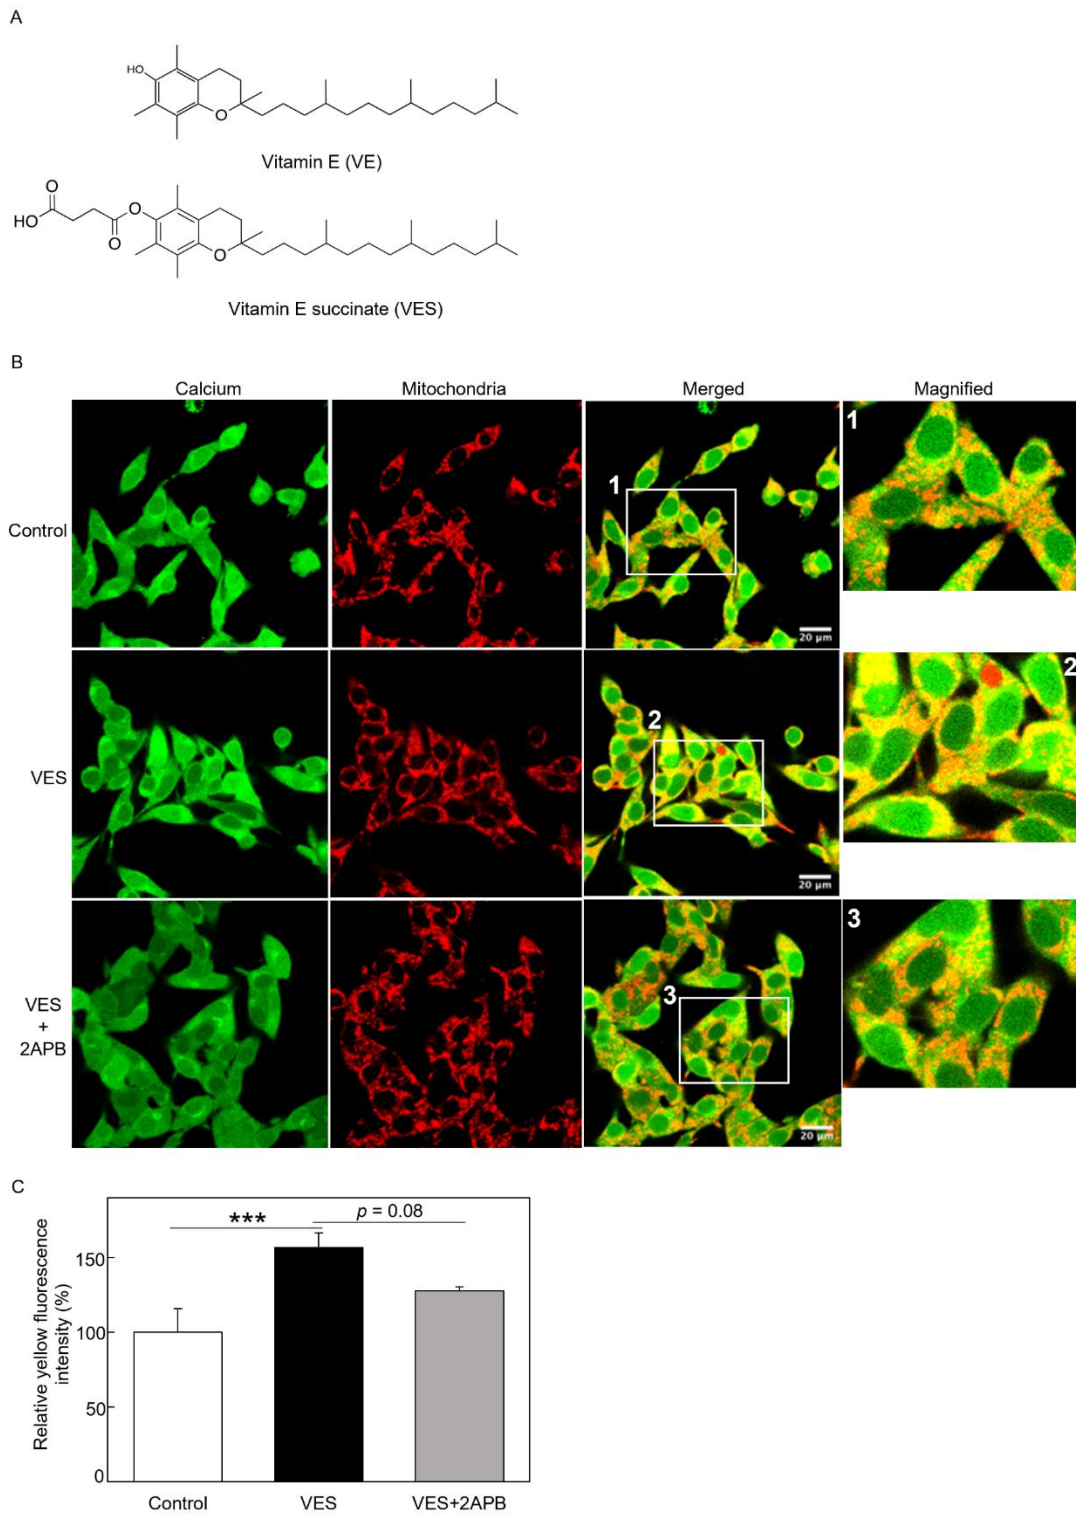 A
HO
O
Vitamin E (VE)
O
HO
O
O
O
Vitamin E succinate (VES)
B
Calcium Mitochondria Merged Magnified
Control
1
20 µm
1
VES
2
20 µm
2
VES
+
2APB
3
20 µm
3
C
Relative yellow fluorescence
intensity (%)
150
100
50
0
***
p = 0.08
Control VES VES+2APB